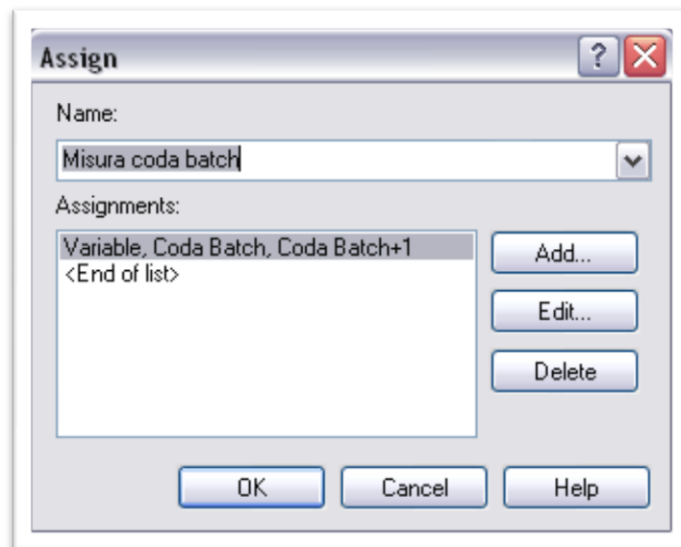 Assign
Name:
Misura coda batch
Assignments:
Variable, Coda Batch, Coda Batch+1
<End of list>
Add...
Edit...
Delete
OK
Cancel
Help